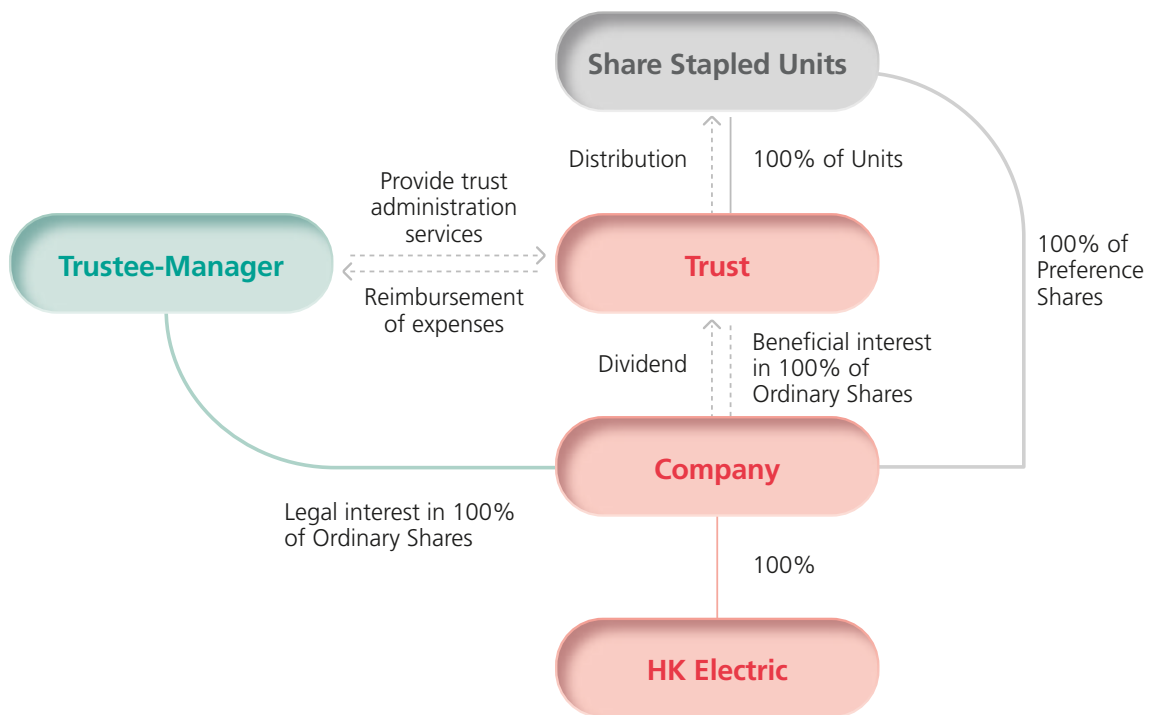 Share Stapled Units
Distribution
100% of Units
Provide trust
administration
services
Trustee-Manager
Trust
100% of
Preference
Shares
Reimbursement
of expenses
Dividend
Beneficial interest
in 100% of
Ordinary Shares
Company
Legal interest in 100%
of Ordinary Shares
100%
HK Electric